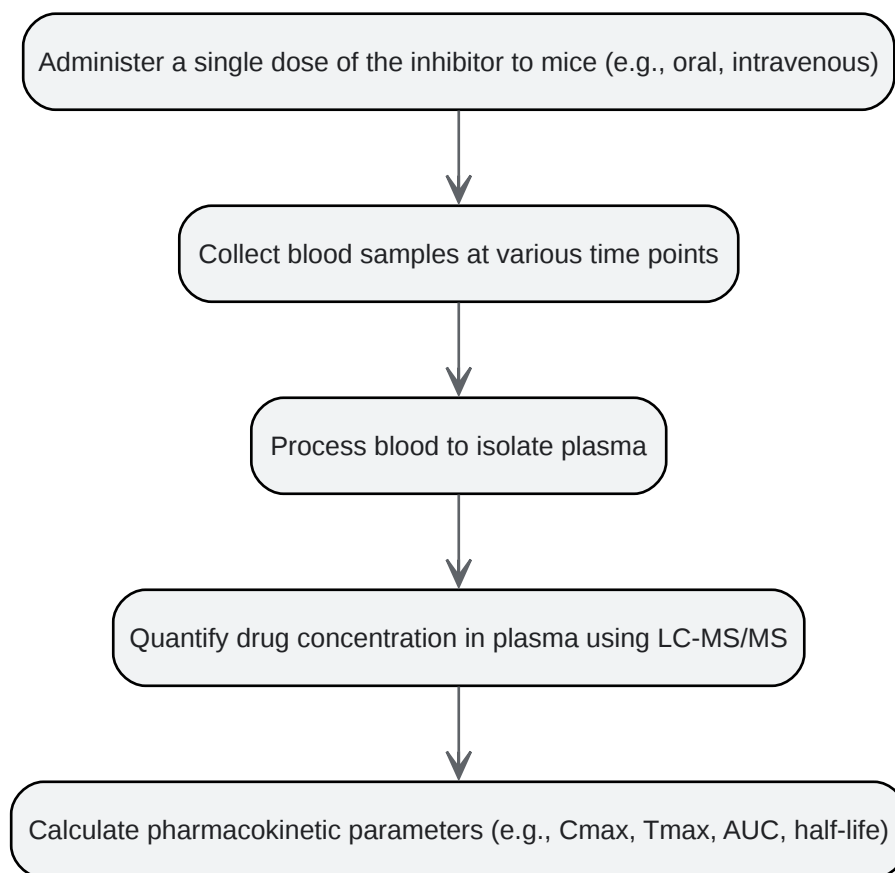 Administer a single dose of the inhibitor to mice (e.g., oral, intravenous)
Collect blood samples at various time points
Process blood to isolate plasma
Quantify drug concentration in plasma using LC-MS/MS
Calculate pharmacokinetic parameters (e.g., Cmax, Tmax, AUC, half-life)